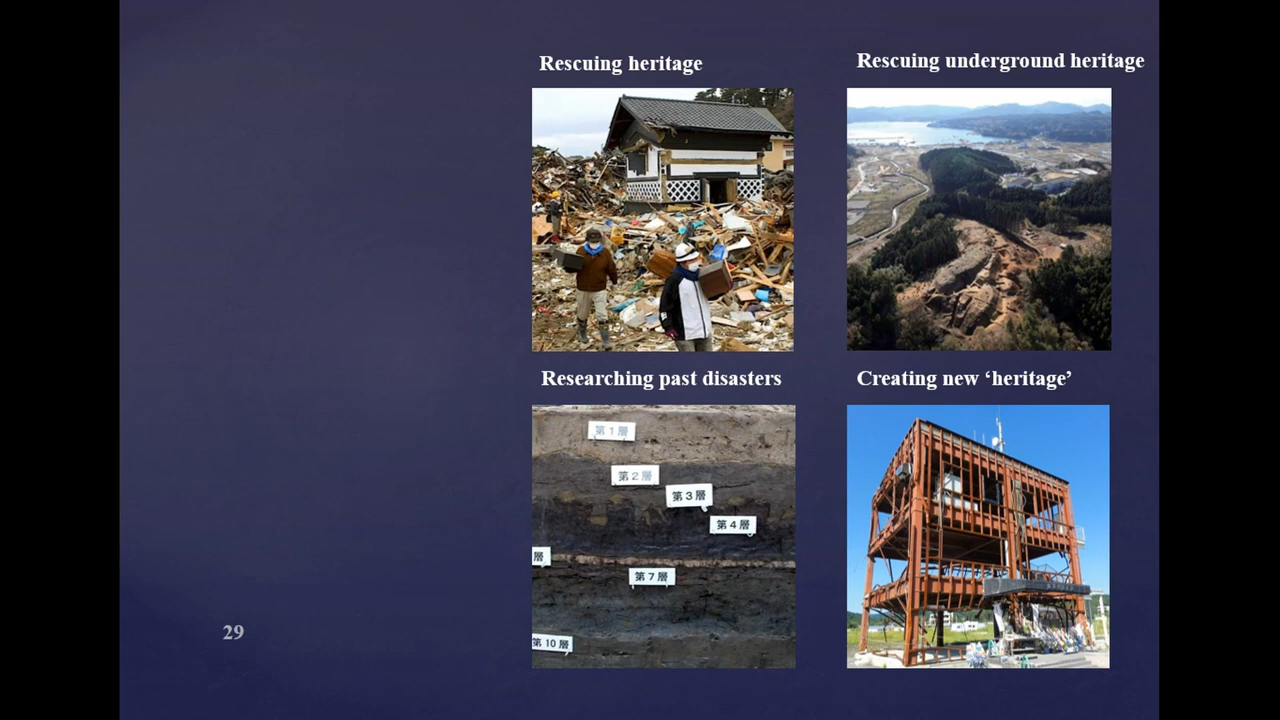 Rescuing heritage
Rescuing underground heritage
Researching past disasters
Creating new ‘heritage’
第1層
第2層
第3層
第4層
層
第7層
第10層
29